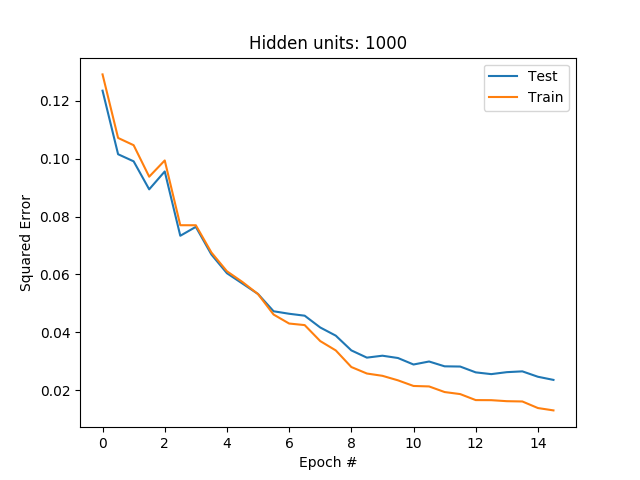 Hidden units: 1000
Test
Train
0.12
0.10
0.08
0.06
0.04
0.02
Squared Error
0 2 4 6 8 10 12 14
Epoch #